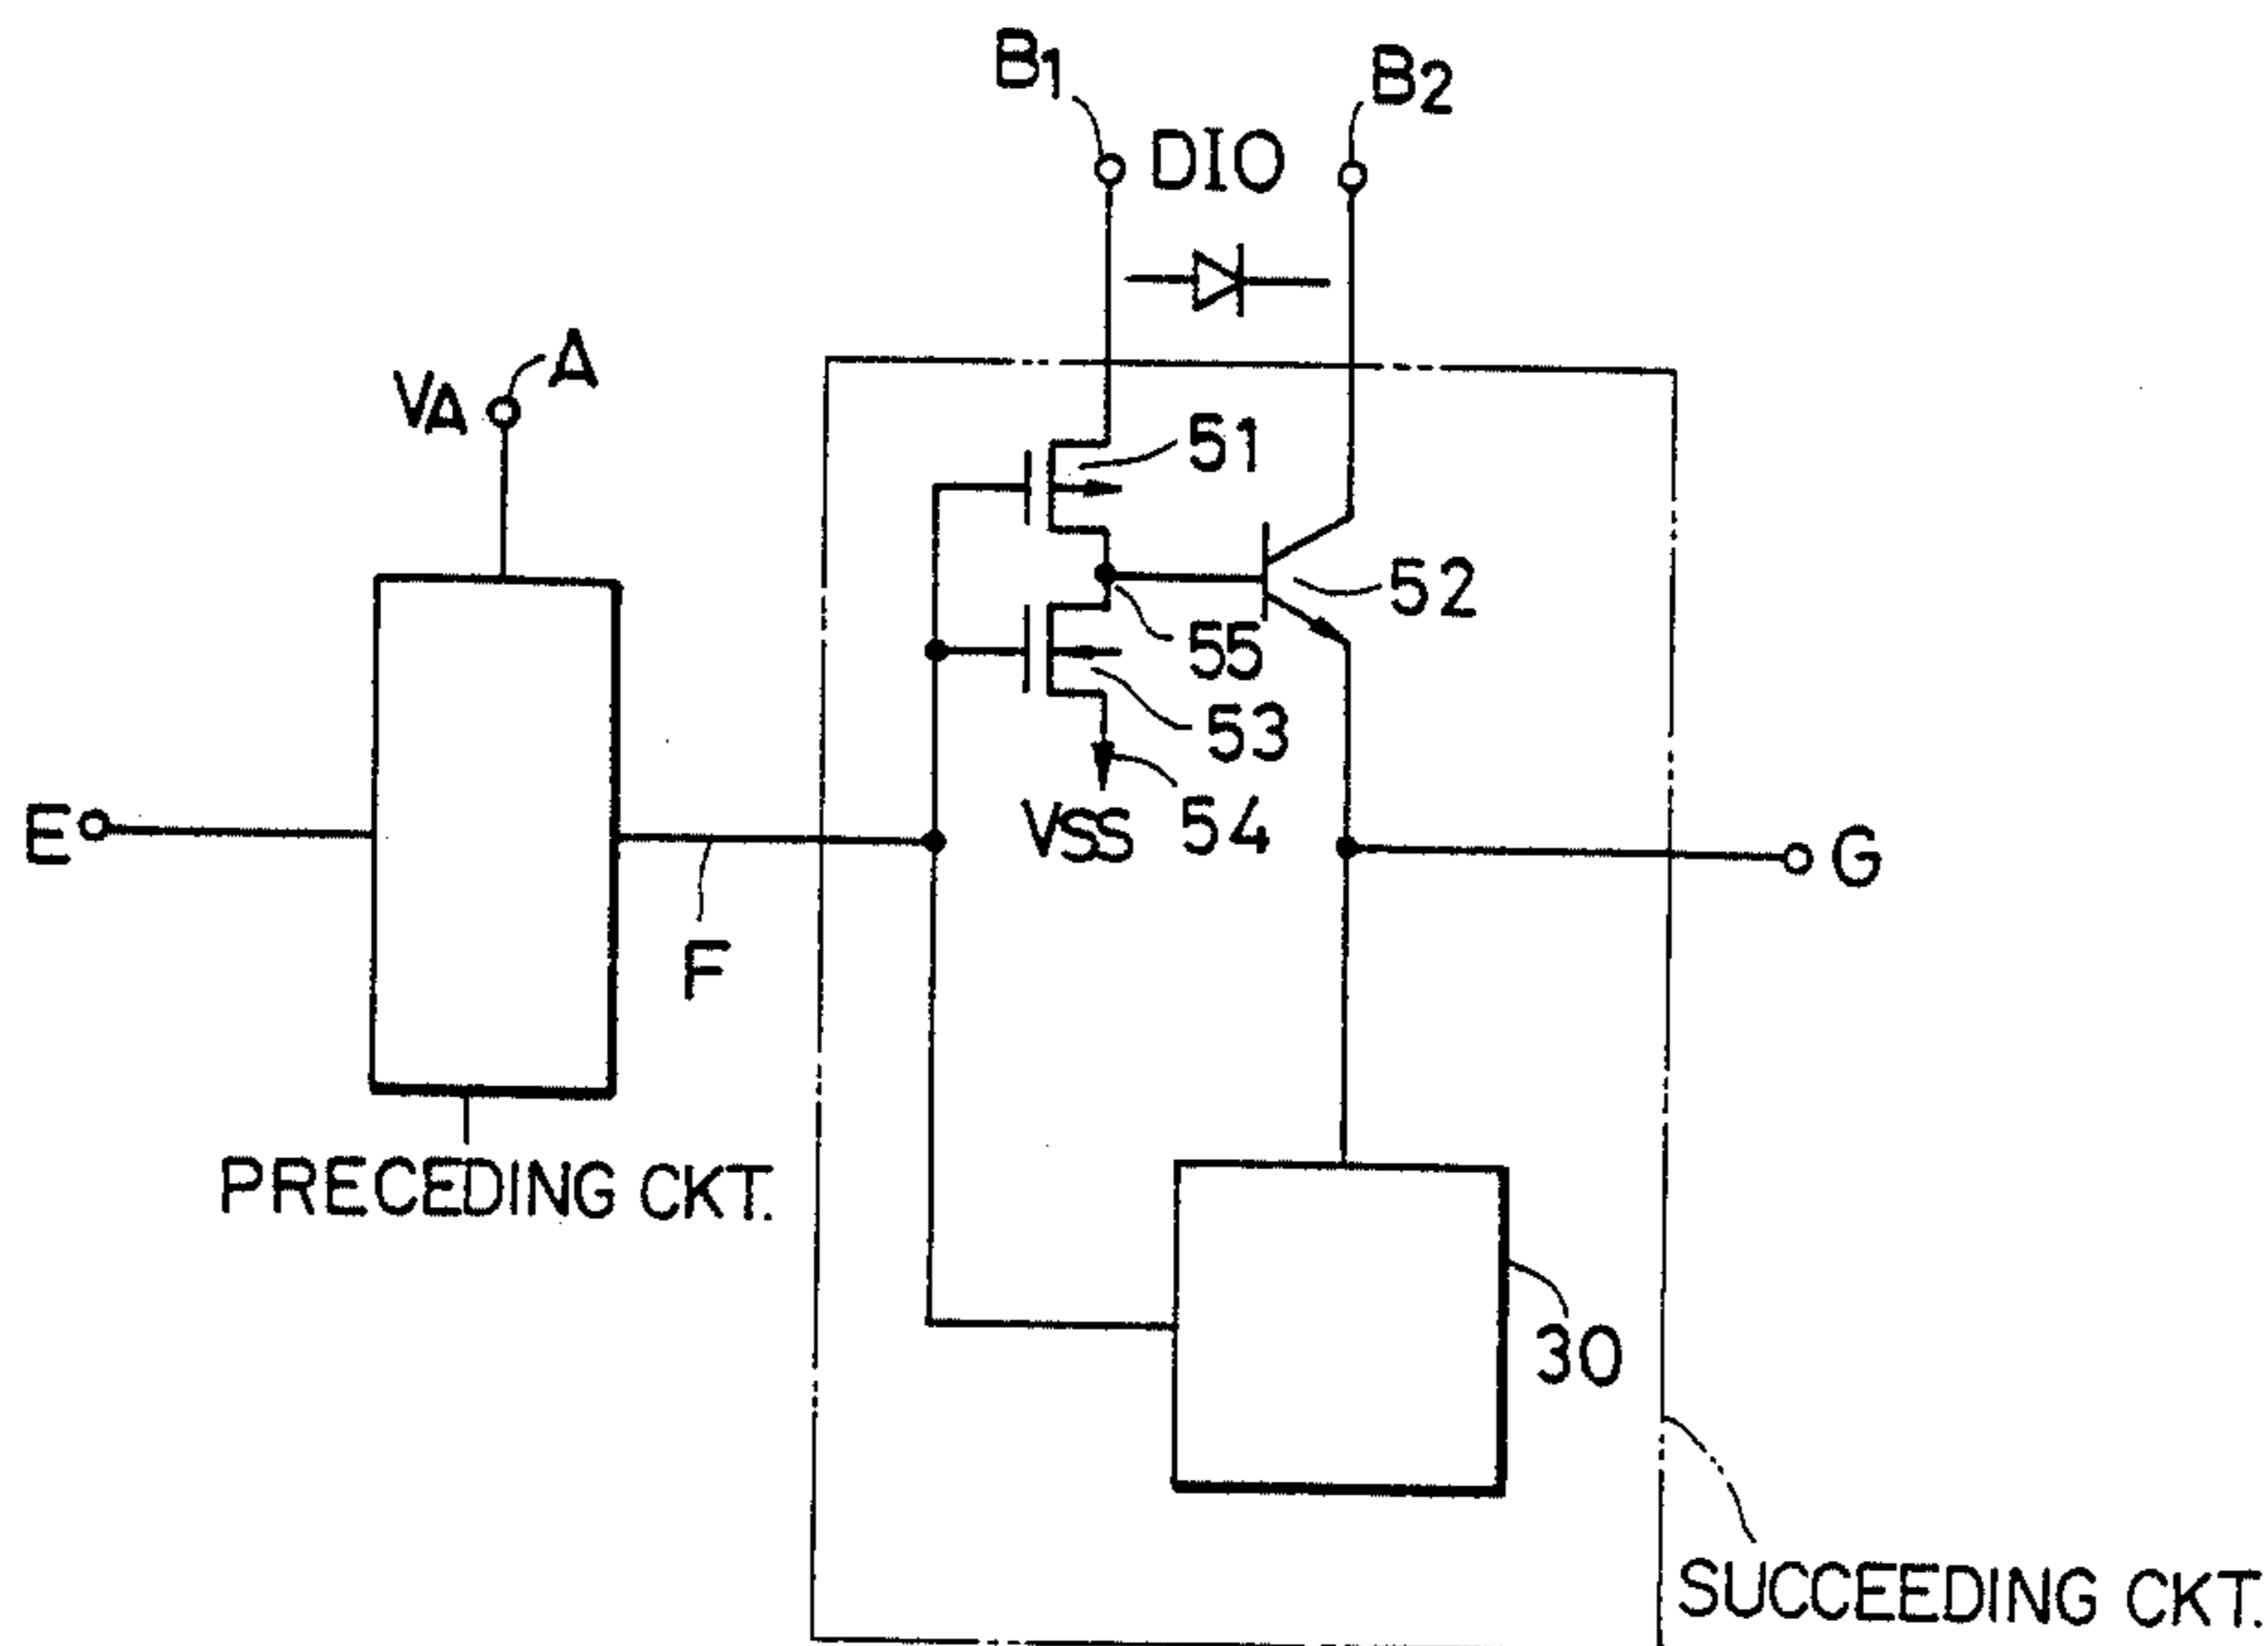 B1
B2
DIO
A
VA
51
52
55
53
E
VSS
54
G
F
PRECEDING CKT.
30
SUCCEEDING CKT.